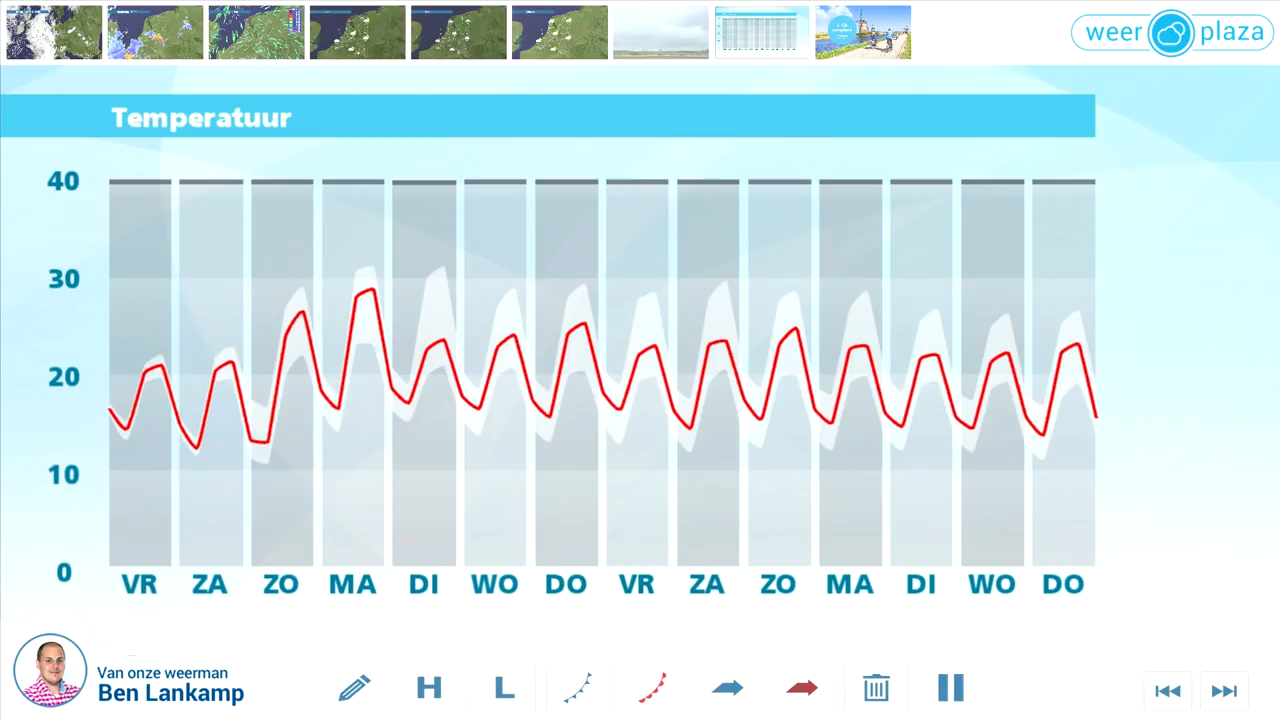 weer plaza
Temperatuur
40
30
20
10
0
VR ZA ZO MA DI WO DO VR ZA ZO MA DI WO DO
Van onze weerman
Ben Lankamp
H L